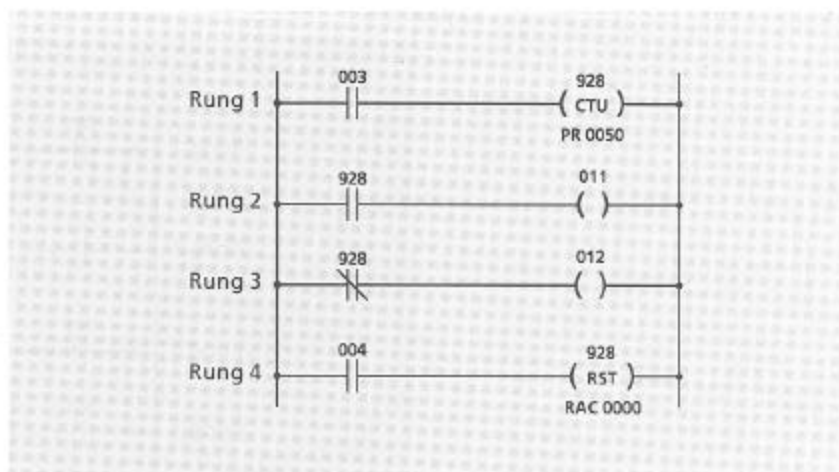 003 928
Rung 1 CTU
PR 0050
928 011
Rung 2
928 012
Rung 3
004 928
Rung 4 RST
RAC 0000